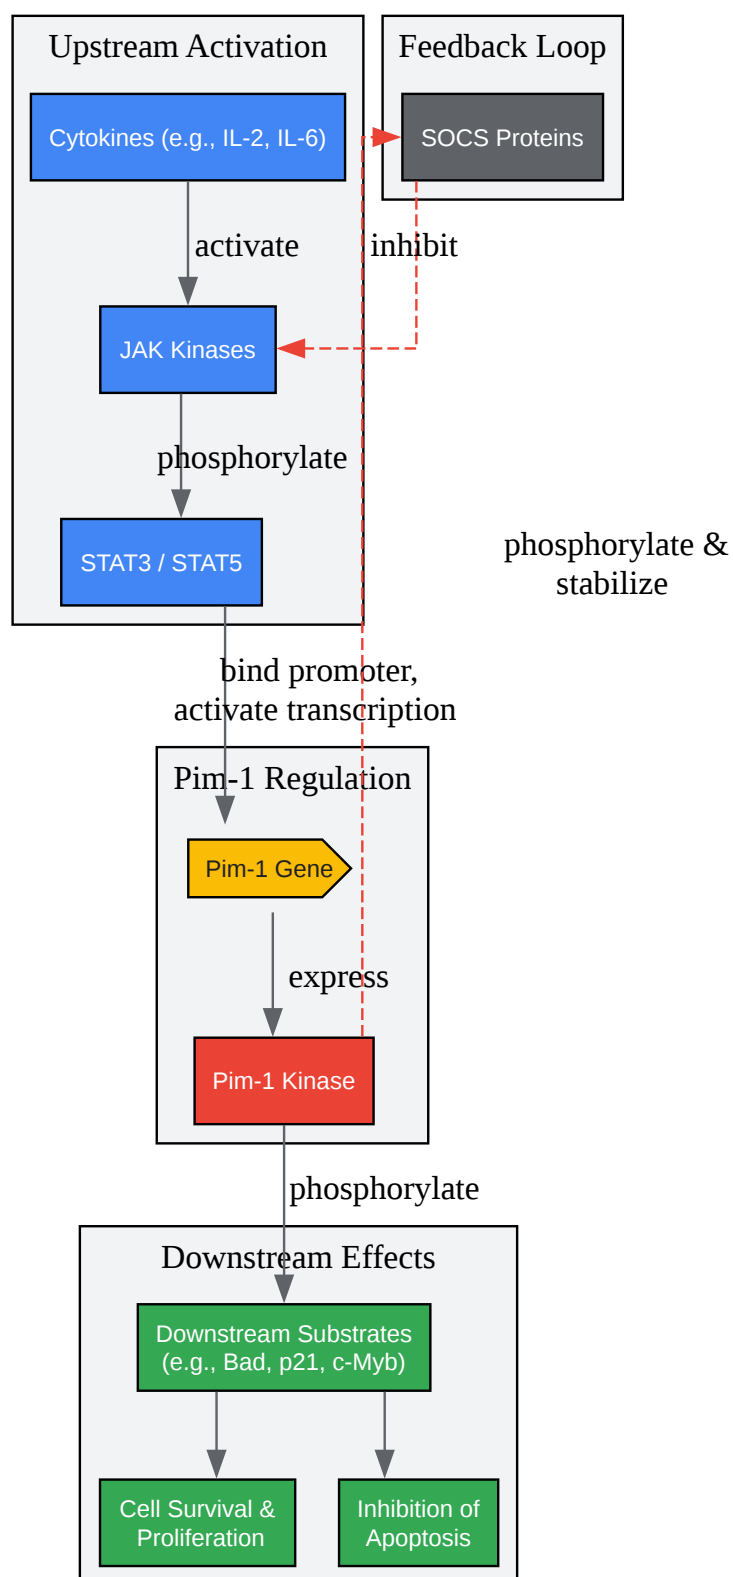 Upstream Activation
Feedback Loop
Cytokines (e.g., IL-2, IL-6)
SOCS Proteins
activate
inhibit
JAK Kinases
phosphorylate
STAT3 / STAT5
phosphorylate &
stabilize
bind promoter,
activate transcription
Pim-1 Regulation
Pim-1 Gene
express
Pim-1 Kinase
phosphorylate
Downstream Effects
Downstream Substrates
(e.g., Bad, p21, c-Myb)
Cell Survival &
Proliferation
Inhibition of
Apoptosis